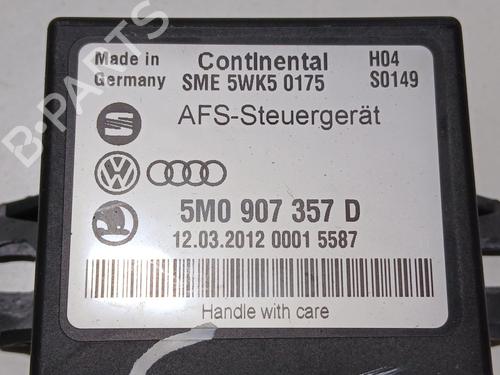 Made in
Germany
Continental
SME 5WK5 0175
H04
S0149
AFS-Steuergerät
5M0 907 357 D
12.03.2012 0001 5587
Handle with care
B-PARTS